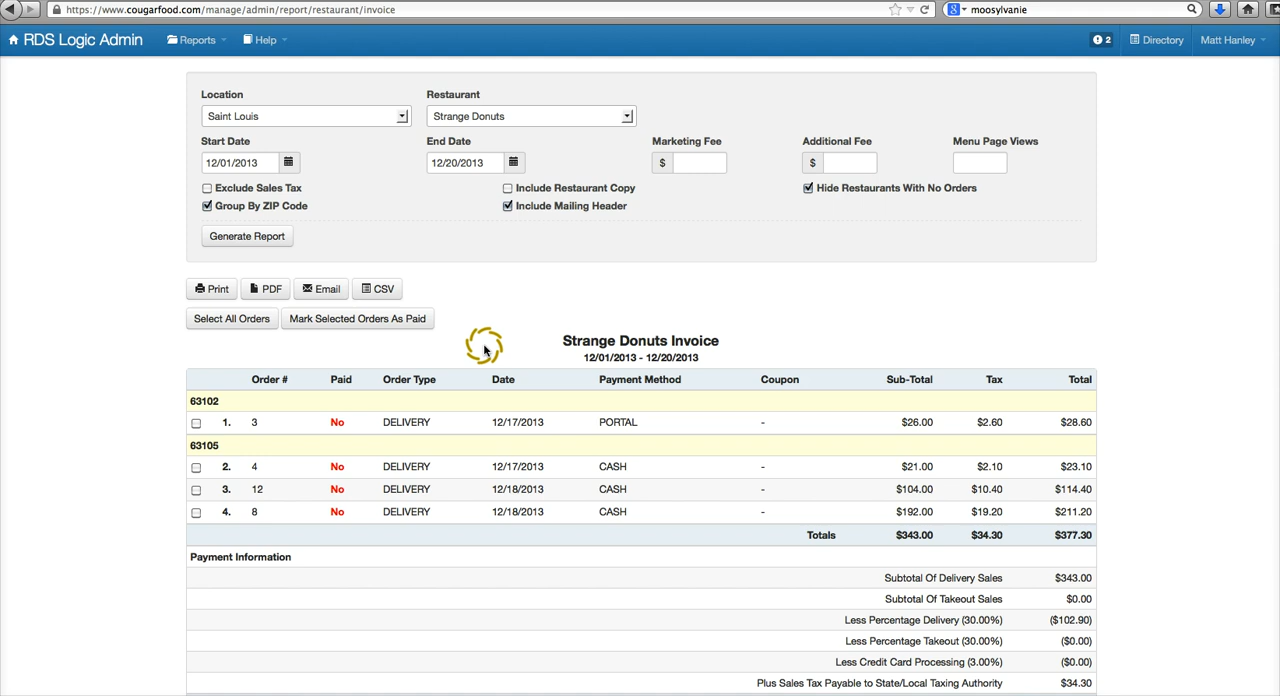 https://www.cougarfood.com/manage/admin/report/restaurant/invoice
moosylvanie
RDS Logic Admin Reports Help 2 Directory Matt Hanley
Location Restaurant
Saint Louis Strange Donuts
Start Date End Date Marketing Fee Additional Fee Menu Page Views
12/01/2013 12/20/2013 $ $
Exclude Sales Tax Include Restaurant Copy Hide Restaurants With No Orders
Group By ZIP Code Include Mailing Header
Generate Report
Print PDF Email CSV
Select All Orders Mark Selected Orders As Paid
Strange Donuts Invoice
12/01/2013 - 12/20/2013
Order # Paid Order Type Date Payment Method Coupon Sub-Total Tax Total
63102
1. 3 No DELIVERY 12/17/2013 PORTAL - $26.00 $2.60 $28.60
63105
2. 4 No DELIVERY 12/17/2013 CASH - $21.00 $2.10 $23.10
3. 12 No DELIVERY 12/18/2013 CASH - $104.00 $10.40 $114.40
4. 8 No DELIVERY 12/18/2013 CASH - $192.00 $19.20 $211.20
Totals $343.00 $34.30 $377.30
Payment Information
Subtotal Of Delivery Sales $343.00
Subtotal Of Takeout Sales $0.00
Less Percentage Delivery (30.00%) ($102.90)
Less Percentage Takeout (30.00%) ($0.00)
Less Credit Card Processing (3.00%) ($0.00)
Plus Sales Tax Payable to State/Local Taxing Authority $34.30